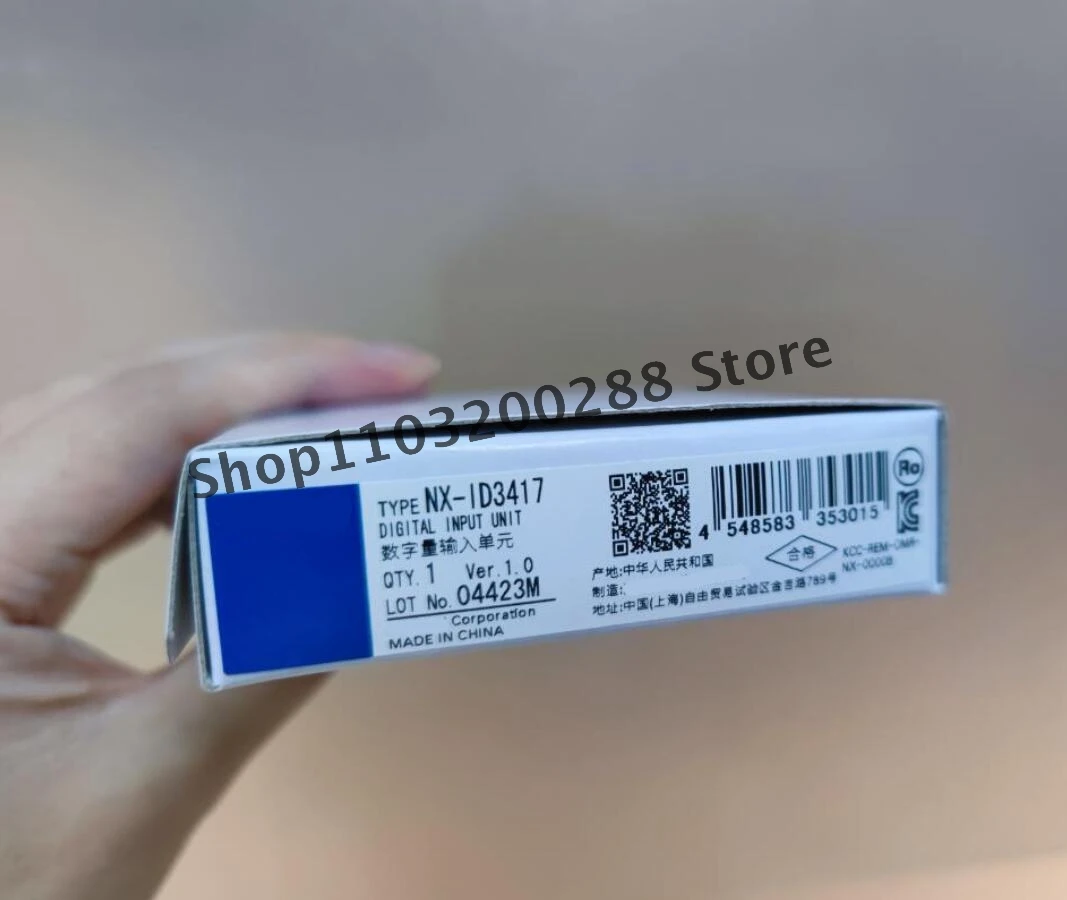 Shop1103200288 Store
TYPE NX-ID3417
DIGITAL INPUT UNIT
数字量输入单元
QTY. 1 Ver.1.0
LOT No. 04423M
Corporation
MADE IN CHINA
4 548583 353015
产地:中华人民共和国
制造:
地址:中国(上海)自由贸易试验区金吉路789号
合格
KCC-REM-OMR-
NX-00008